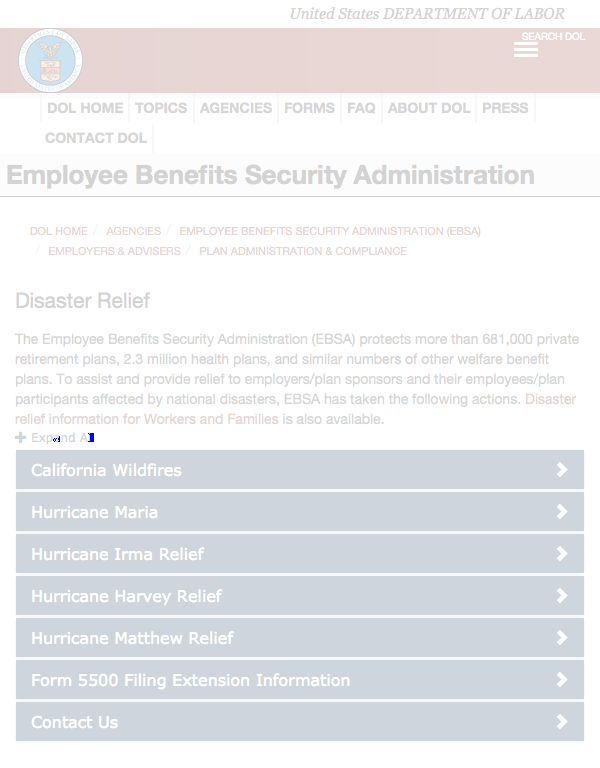 United States DEPARTMENT OF LABOR
SEARCH DOL
DOL HOME TOPICS AGENCIES FORMS FAQ ABOUT DOL PRESS
CONTACT DOL
Employee Benefits Security Administration
DOL HOME / AGENCIES / EMPLOYEE BENEFITS SECURITY ADMINISTRATION (EBSA)
/ EMPLOYERS & ADVISERS / PLAN ADMINISTRATION & COMPLIANCE
Disaster Relief
The Employee Benefits Security Administration (EBSA) protects more than 681,000 private
retirement plans, 2.3 million health plans, and similar numbers of other welfare benefit
plans. To assist and provide relief to employers/plan sponsors and their employees/plan
participants affected by national disasters, EBSA has taken the following actions. Disaster
relief information for Workers and Families is also available.
Expand
California Wildfires
Hurricane Maria
Hurricane Irma Relief
Hurricane Harvey Relief
Hurricane Matthew Relief
Form 5500 Filing Extension Information
Contact Us